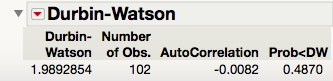 Durbin-Watson
Durbin- Number
Watson of Obs. AutoCorrelation Prob<DW
1.9892854 102 -0.0082 0.4870